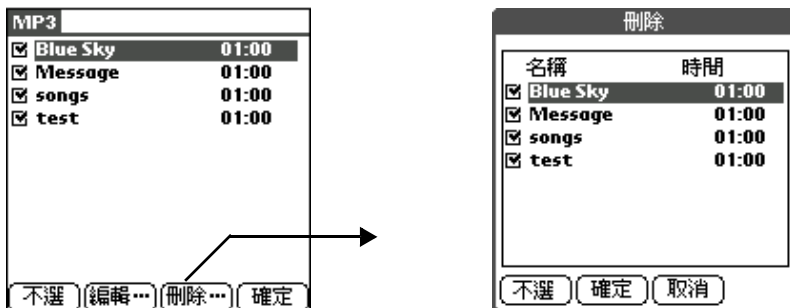 MP3
Blue Sky 01:00
Message 01:00
songs 01:00
test 01:00
不選 編輯… 刪除… 確定
刪除
名稱 時間
Blue Sky 01:00
Message 01:00
songs 01:00
test 01:00
不選 確定 取消